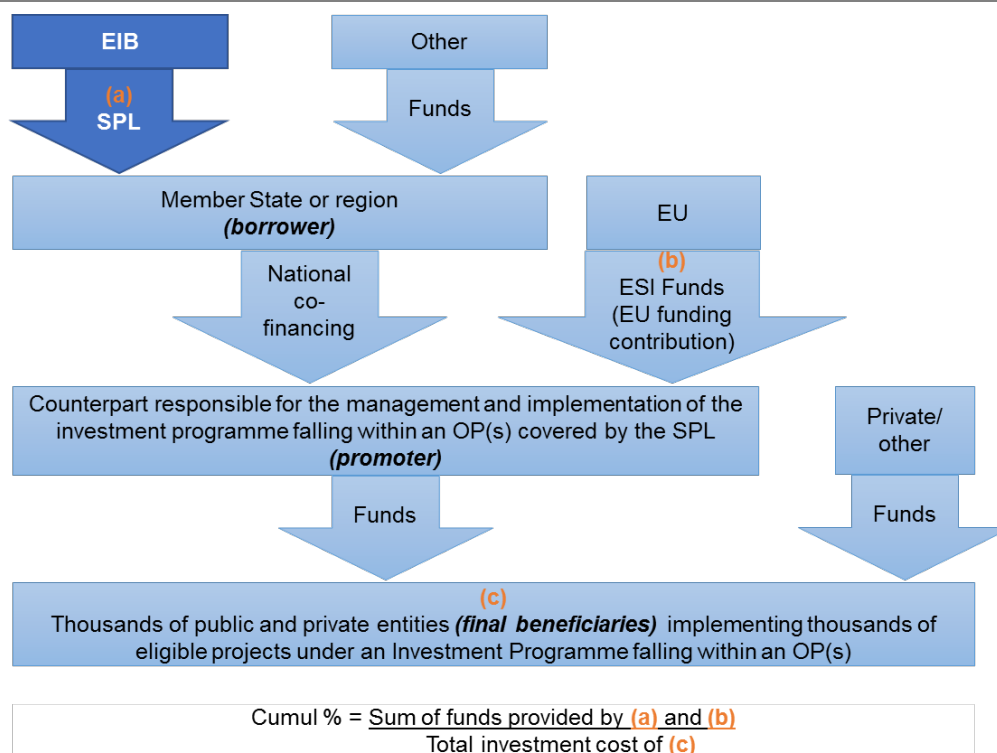 EIB
Other
(a)
SPL
Funds
Member State or region
(borrower)
EU
National
co-
financing
(b)
ESI Funds
(EU funding
contribution)
Counterpart responsible for the management and implementation of the
investment programme falling within an OP(s) covered by the SPL
(promoter)
Private/
other
Funds
Funds
(c)
Thousands of public and private entities (final beneficiaries) implementing thousands of
eligible projects under an Investment Programme falling within an OP(s)
Cumul % = Sum of funds provided by (a) and (b)
Total investment cost of (c)